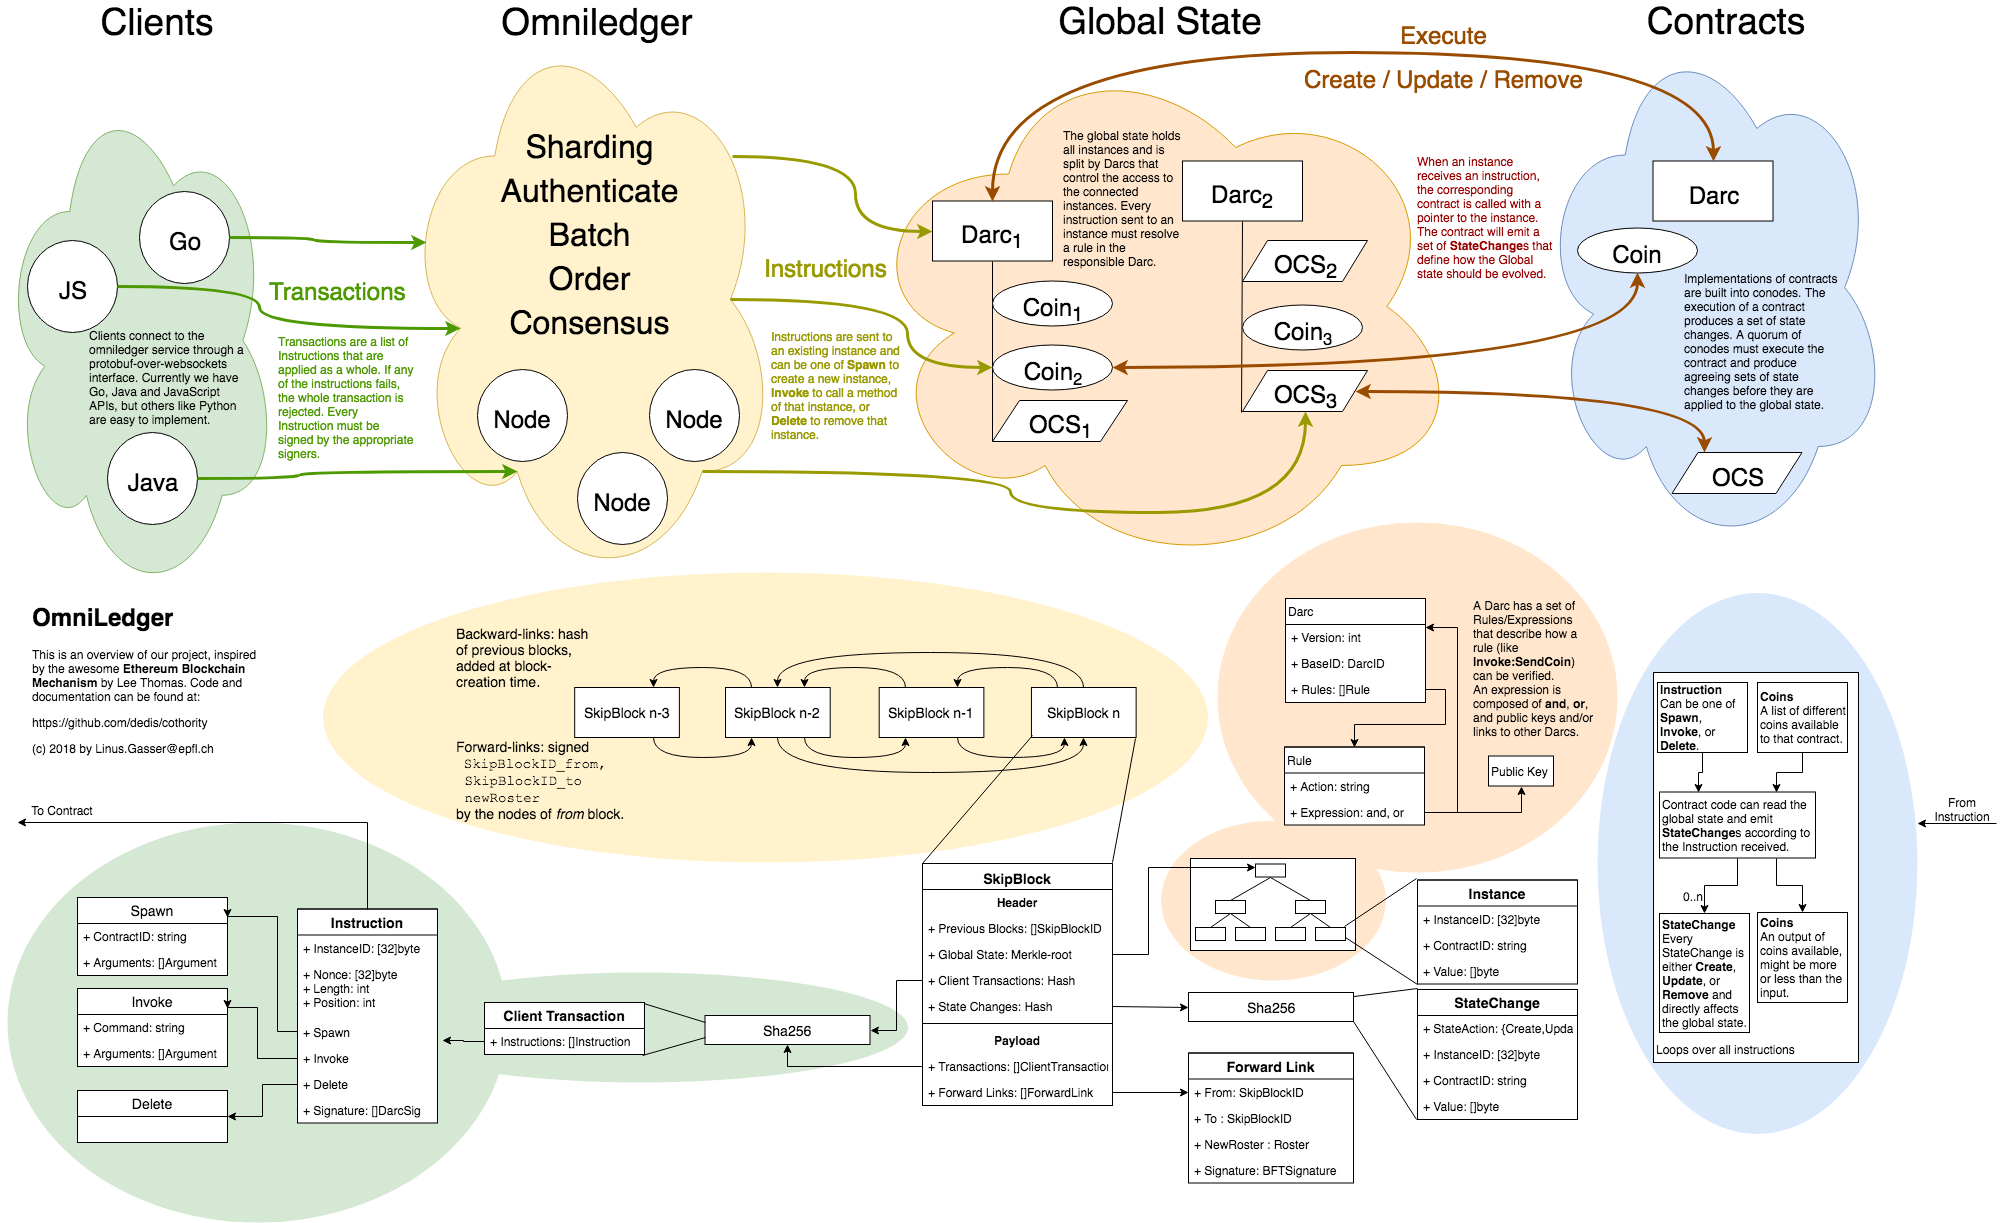 Clients
Omniledger
Global State
Contracts
Execute
Create / Update / Remove
Go
JS
Clients connect to the
omniledger service through a
protobuf-over-websockets
interface. Currently we have
Go, Java and JavaScript
APIs, but others like Python
are easy to implement.
Java
Transactions
Transactions are a list of
Instructions that are
applied as a whole. If any
of the instructions fails,
the whole transaction is
rejected. Every
Instruction must be
signed by the appropriate
signers.
Sharding
Authenticate
Batch
Order
Consensus
Node
Node
Node
Instructions
Instructions are sent to
an existing instance and
can be one of Spawn to
create a new instance,
Invoke to call a method
of that instance, or
Delete to remove that
instance.
The global state holds
all instances and is
split by Darcs that
control the access to
the connected
instances. Every
instruction sent to an
instance must resolve
a rule in the
responsible Darc.
Darc1
Coin1
Coin2
OCS1
Darc2
OCS2
Coin3
OCS3
When an instance
receives an instruction,
the corresponding
contract is called with a
pointer to the instance.
The contract will emit a
set of StateChanges that
define how the Global
state should be evolved.
Darc
Coin
Implementations of contracts
are built into conodes. The
execution of a contract
produces a set of state
changes. A quorum of
conodes must execute the
contract and produce
agreeing sets of state
changes before they are
applied to the global state.
OCS
OmniLedger
This is an overview of our project, inspired
by the awesome Ethereum Blockchain
Mechanism by Lee Thomas. Code and
documentation can be found at:
https://github.com/dedis/cothority
(c) 2018 by Linus.Gasser@epfl.ch
Backward-links: hash
of previous blocks,
added at block-
creation time.
SkipBlock n-3
SkipBlock n-2
SkipBlock n-1
SkipBlock n
Forward-links: signed
SkipBlockID_from,
SkipBlockID_to
newRoster
by the nodes of from block.
Darc
+ Version: int
+ BaseID: DarcID
+ Rules: []Rule
Rule
+ Action: string
+ Expression: and, or
Public Key
A Darc has a set of
Rules/Expressions
that describe how a
rule (like
Invoke:SendCoin)
can be verified.
An expression is
composed of and, or,
and public keys and/or
links to other Darcs.
Instruction
Can be one of
Spawn,
Invoke, or
Delete.
Coins
A list of different
coins available
to that contract.
Contract code can read the
global state and emit
StateChanges according to
the Instruction received.
0..n
StateChange
Every
StateChange is
either Create,
Update, or
Remove and
directly affects
the global state.
Coins
An output of
coins available,
might be more
or less than the
input.
Loops over all instructions
From
Instruction
To Contract
Spawn
+ ContractID: string
+ Arguments: []Argument
Invoke
+ Command: string
+ Arguments: []Argument
Delete
Instruction
+ InstanceID: [32]byte
+ Nonce: [32]byte
+ Length: int
+ Position: int
+ Spawn
+ Invoke
+ Delete
+ Signature: []DarcSig
Client Transaction
+ Instructions: []Instruction
Sha256
SkipBlock
Header
+ Previous Blocks: []SkipBlockID
+ Global State: Merkle-root
+ Client Transactions: Hash
+ State Changes: Hash
Payload
+ Transactions: []ClientTransaction
+ Forward Links: []ForwardLink
Sha256
Instance
+ InstanceID: [32]byte
+ ContractID: string
+ Value: []byte
StateChange
+ StateAction: {Create,Upda
+ InstanceID: [32]byte
+ ContractID: string
+ Value: []byte
Forward Link
+ From: SkipBlockID
+ To : SkipBlockID
+ NewRoster : Roster
+ Signature: BFTSignature